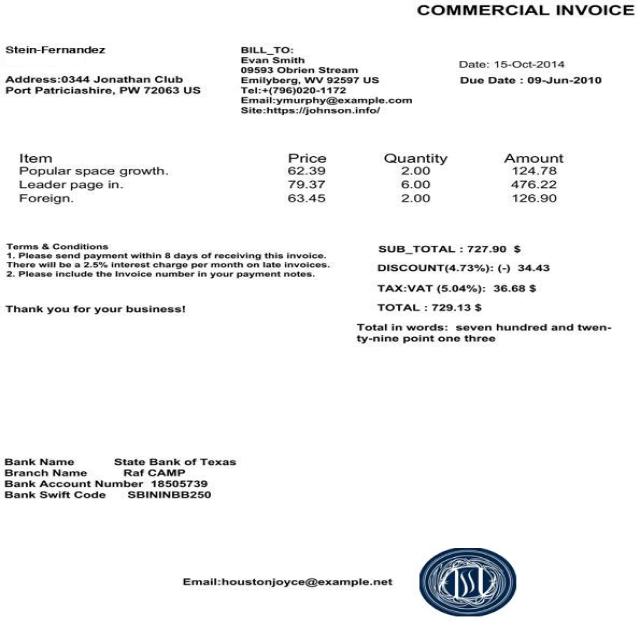 COMMERCIAL INVOICE
Stein-Fernandez
Address:0344 Jonathan Club
Port Patriciashire, PW 72063 US
BILL_TO:
Evan Smith
09593 Obrien Stream
Emilyberg, WV 92597 US
Tel:+(796)020-1172
Email:ymurphy@example.com
Site:https://johnson.info/
Date: 15-Oct-2014
Due Date : 09-Jun-2010
Item Price Quantity Amount
Popular space growth. 62.39 2.00 124.78
Leader page in. 79.37 6.00 476.22
Foreign. 63.45 2.00 126.90
Terms & Conditions
1. Please send payment within 8 days of receiving this invoice.
There will be a 2.5% interest charge per month on late invoices.
2. Please include the Invoice number in your payment notes.
Thank you for your business!
SUB_TOTAL : 727.90 $
DISCOUNT(4.73%): (-) 34.43
TAX:VAT (5.04%): 36.68 $
TOTAL : 729.13 $
Total in words: seven hundred and twen-
ty-nine point one three
Bank Name State Bank of Texas
Branch Name Raf CAMP
Bank Account Number 18505739
Bank Swift Code SBININBB250
Email:houstonjoyce@example.net